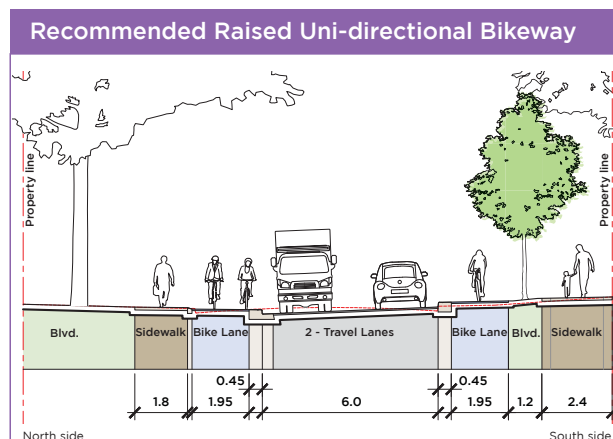 Recommended Raised Uni-directional Bikeway
Property line
Property line
Blvd.
Sidewalk
Bike Lane
2 - Travel Lanes
Bike Lane
Blvd.
Sidewalk
0.45
0.45
1.8
1.95
6.0
1.95
1.2
2.4
North side
South side